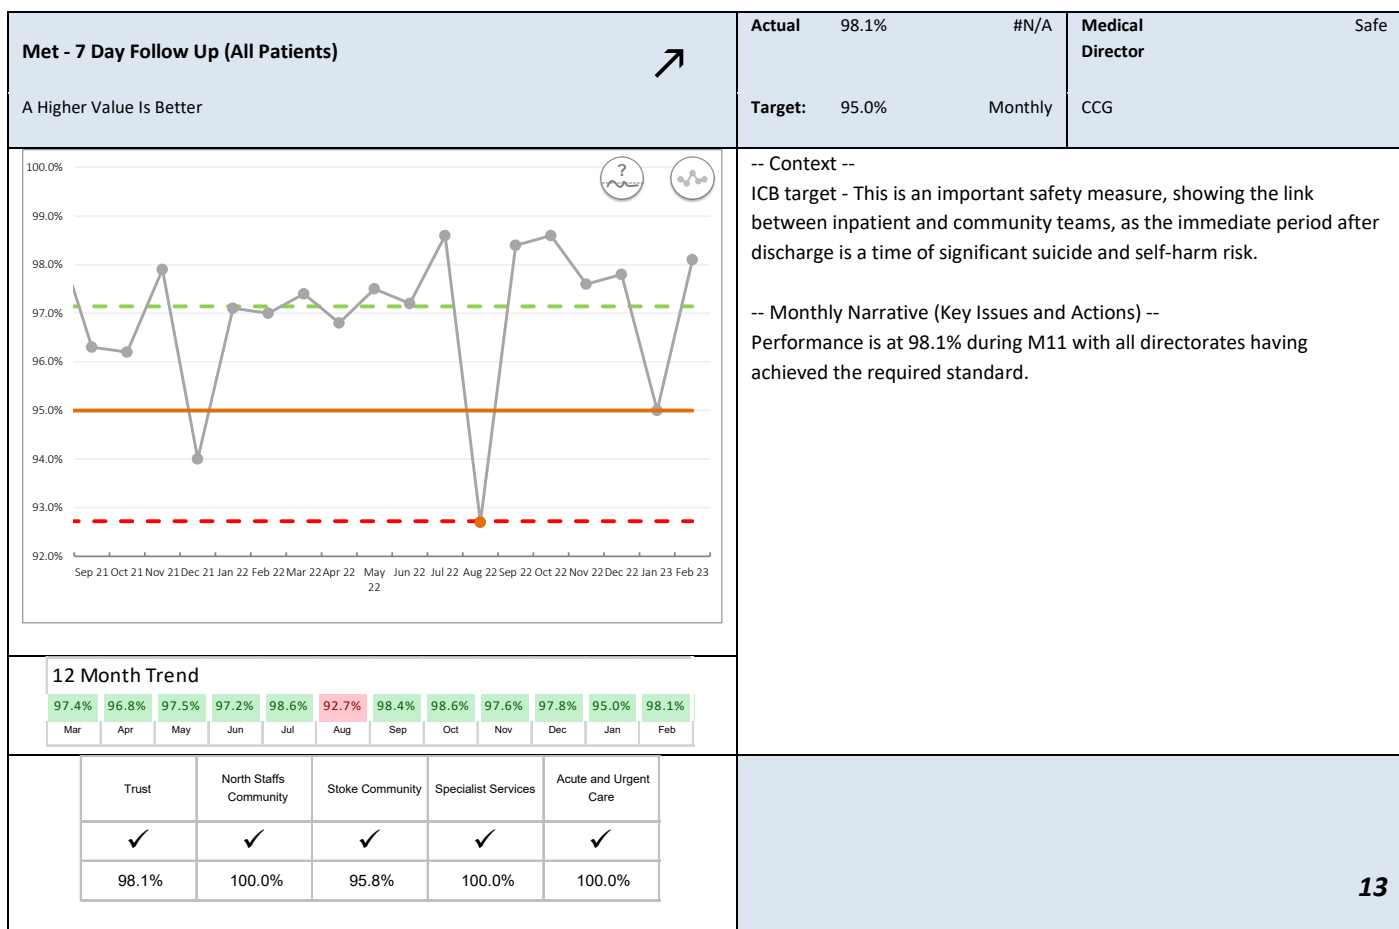 Met - 7 Day Follow Up (All Patients)
A Higher Value Is Better
Actual 98.1% #N/A
Target: 95.0% Monthly
Medical Safe
Director
CCG
100.0%
99.0%
98.0%
97.0%
96.0%
95.0%
94.0%
93.0%
92.0%
?
Sep 21 Oct 21 Nov 21 Dec 21 Jan 22 Feb 22 Mar 22 Apr 22 May 22 Jun 22 Jul 22 Aug 22 Sep 22 Oct 22 Nov 22 Dec 22 Jan 23 Feb 23
-- Context --
ICB target - This is an important safety measure, showing the link
between inpatient and community teams, as the immediate period after
discharge is a time of significant suicide and self-harm risk.
-- Monthly Narrative (Key Issues and Actions) --
Performance is at 98.1% during M11 with all directorates having
achieved the required standard.
12 Month Trend
97.4% 96.8% 97.5% 97.2% 98.6% 92.7% 98.4% 98.6% 97.6% 97.8% 95.0% 98.1%
Mar Apr May Jun Jul Aug Sep Oct Nov Dec Jan Feb
Trust North Staffs Community Stoke Community Specialist Services Acute and Urgent Care
✓ ✓ ✓ ✓ ✓
98.1% 100.0% 95.8% 100.0% 100.0%
13